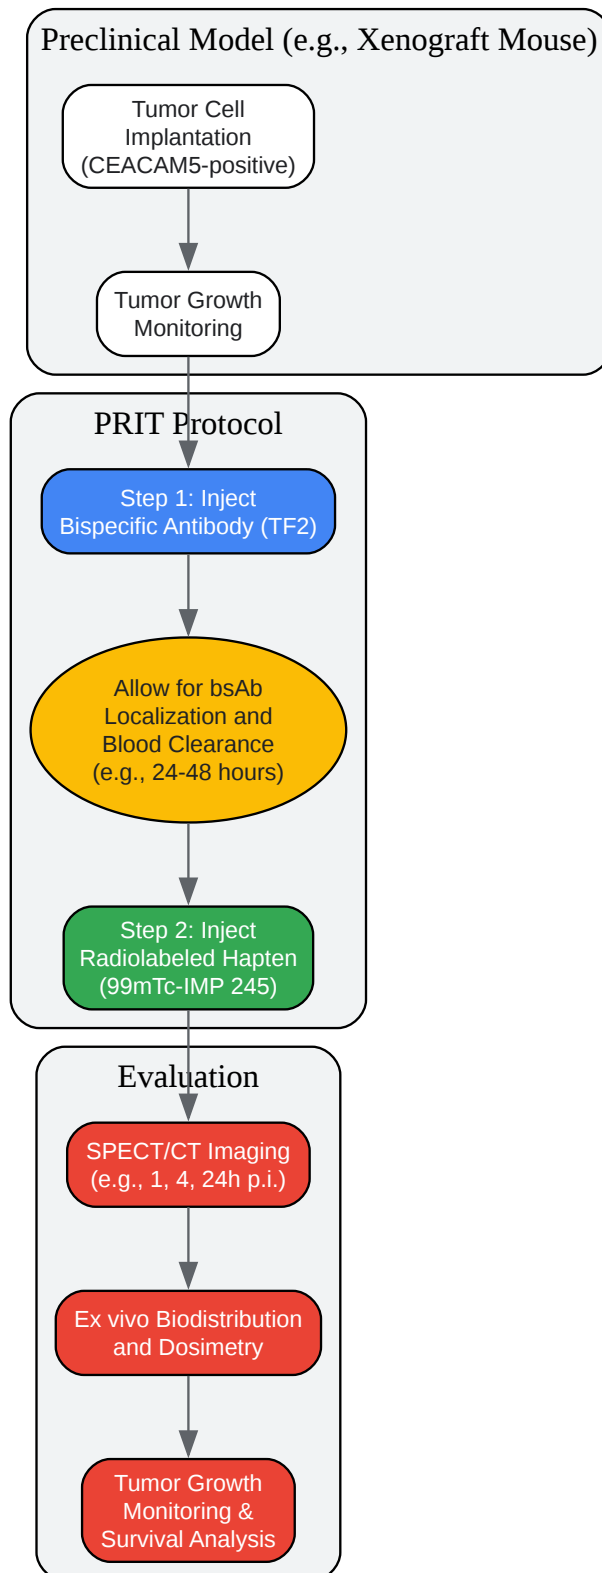 Preclinical Model (e.g., Xenograft Mouse)
Tumor Cell
Implantation
(CEACAM5-positive)
Tumor Growth
Monitoring
PRIT Protocol
Step 1: Inject
Bispecific Antibody (TF2)
Allow for bsAb
Localization and
Blood Clearance
(e.g., 24-48 hours)
Step 2: Inject
Radiolabeled Hapten
(99mTc-IMP 245)
Evaluation
SPECT/CT Imaging
(e.g., 1, 4, 24h p.i.)
Ex vivo Biodistribution
and Dosimetry
Tumor Growth
Monitoring &
Survival Analysis